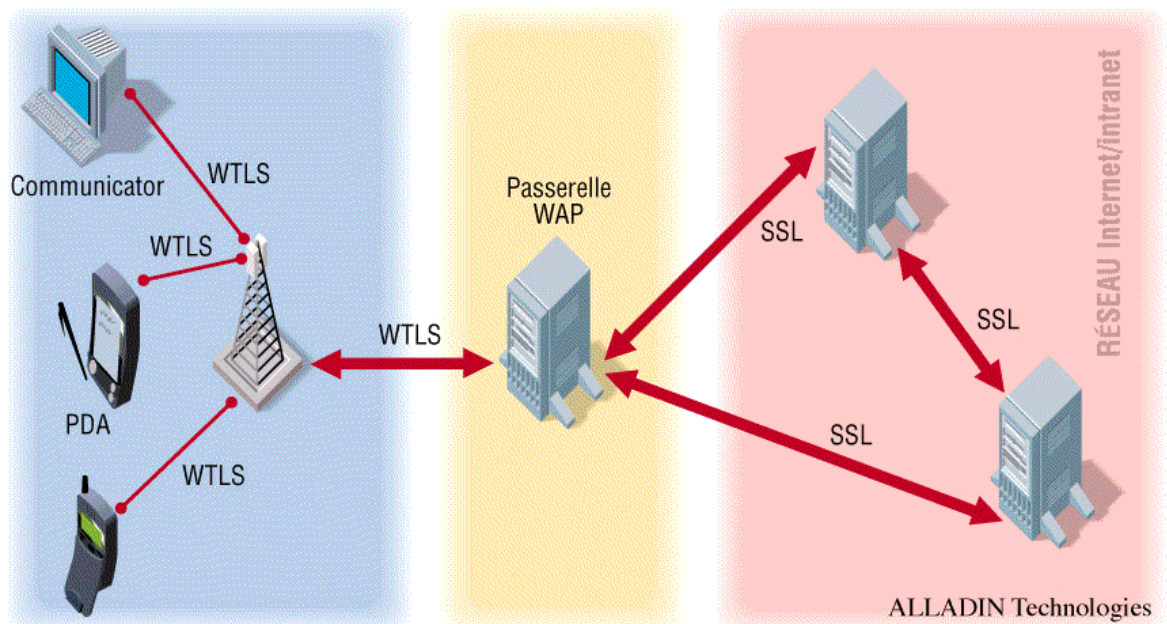 Communicator
WTLS
WTLS
PDA
WTLS
WTLS
Passerelle
WAP
SSL
SSL
SSL
RÉSEAU Internet/intranet
ALLADIN Technologies